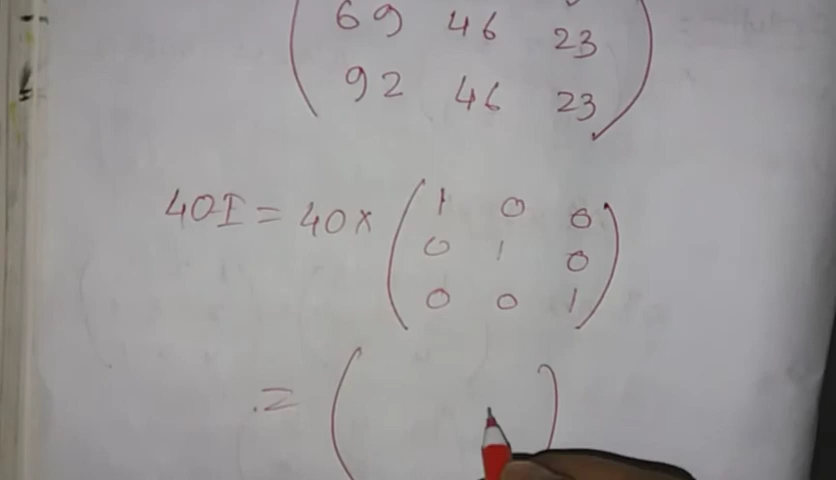 69 46 23
92 46 23
40I = 40 × ( 1 0 0
0 1 0
0 0 1 )
= ( )